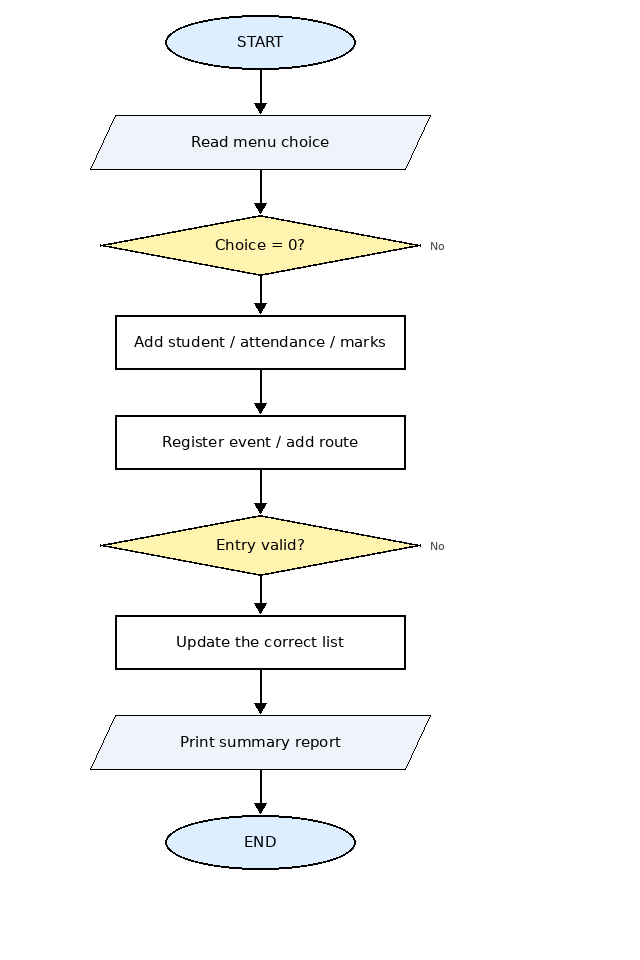 START
Read menu choice
Choice = 0?
No
Add student / attendance / marks
Register event / add route
Entry valid?
No
Update the correct list
Print summary report
END